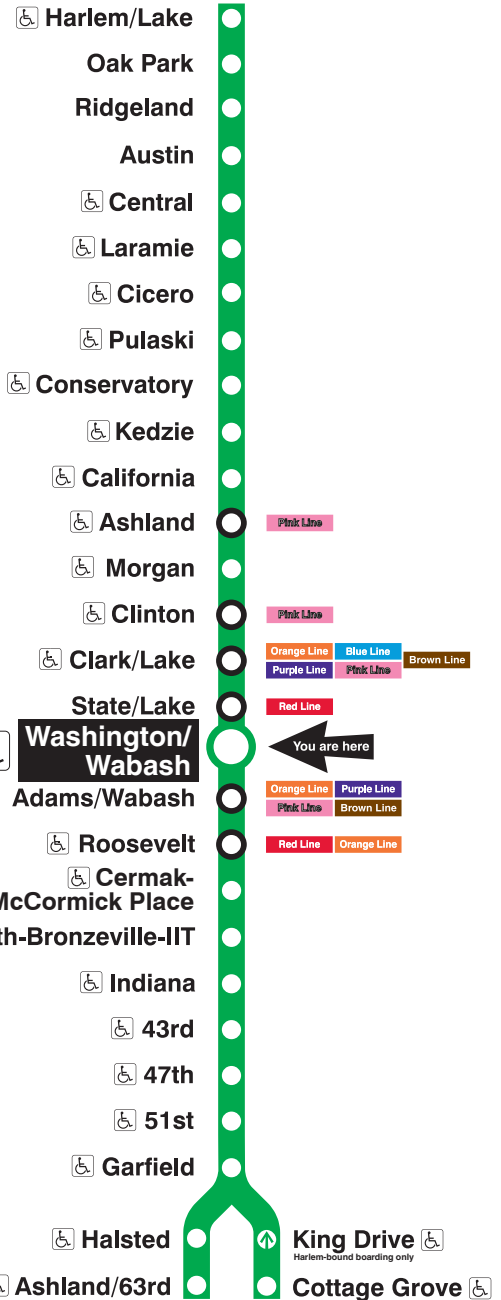 Harlem/Lake
Oak Park
Ridgeland
Austin
Central
Laramie
Cicero
Pulaski
Conservatory
Kedzie
California
Ashland
Pink Line
Morgan
Clinton
Pink Line
Clark/Lake
Orange Line Blue Line
Brown Line
Purple Line Pink Line
State/Lake
Red Line
Washington/
Wabash
You are here
Adams/Wabash
Orange Line Purple Line
Pink Line Brown Line
Roosevelt
Red Line Orange Line
Cermak-
McCormick Place
th-Bronzeville-IIT
Indiana
43rd
47th
51st
Garfield
Halsted
King Drive
Harlem-bound boarding only
Ashland/63rd
Cottage Grove